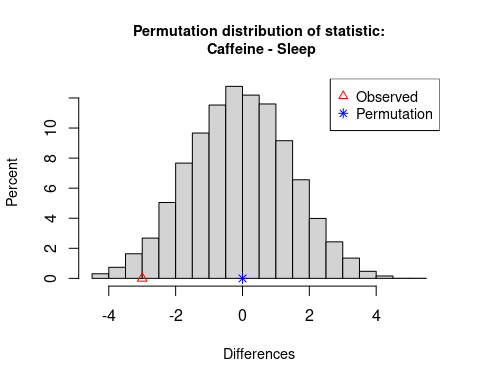 Permutation distribution of statistic:
Caffeine - Sleep
Observed
Permutation
Percent
0
2
4
6
8
10
-4
-2
0
2
4
Differences